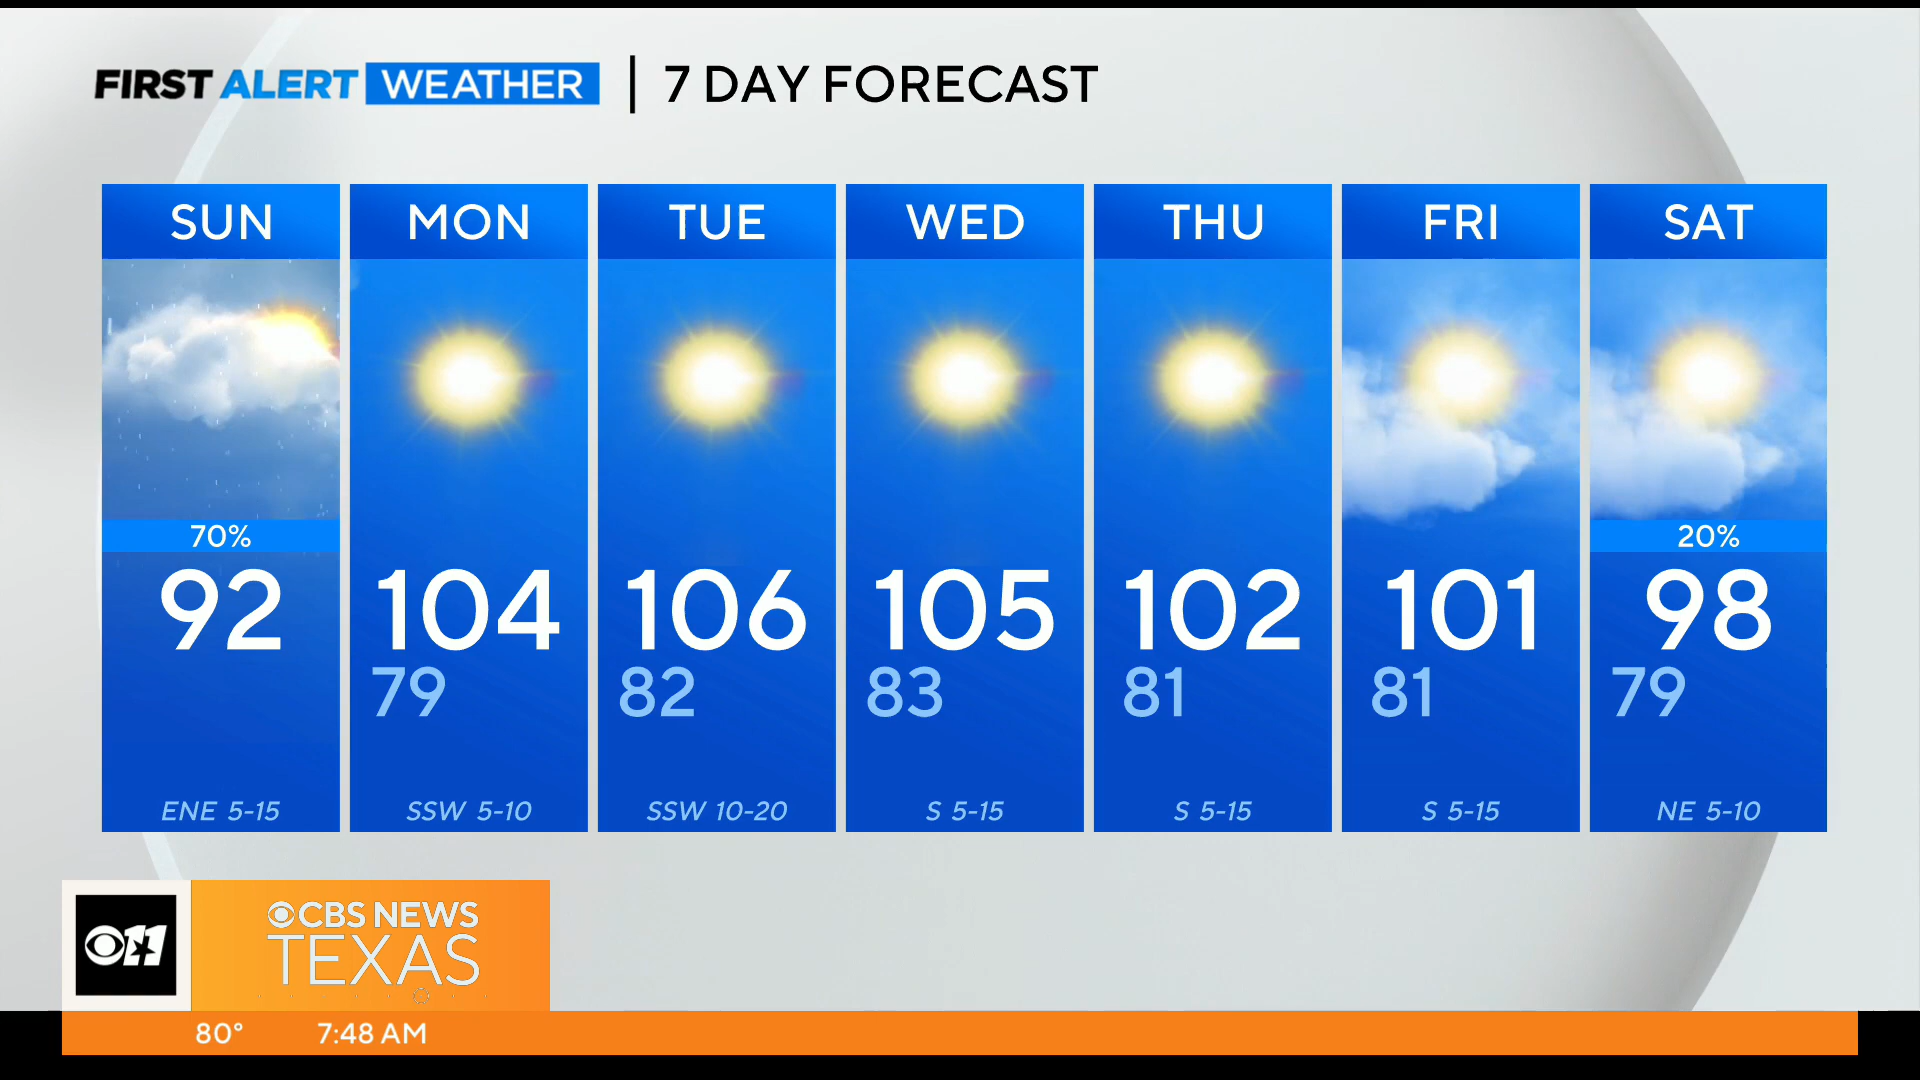 FIRST ALERT WEATHER | 7 DAY FORECAST
SUN MON TUE WED THU FRI SAT
70% 20%
92 104 106 105 102 101 98
79 82 83 81 81 79
ENE 5-15 SSW 5-10 SSW 10-20 S 5-15 S 5-15 S 5-15 NE 5-10
CBS NEWS
11 TEXAS
80° 7:48 AM